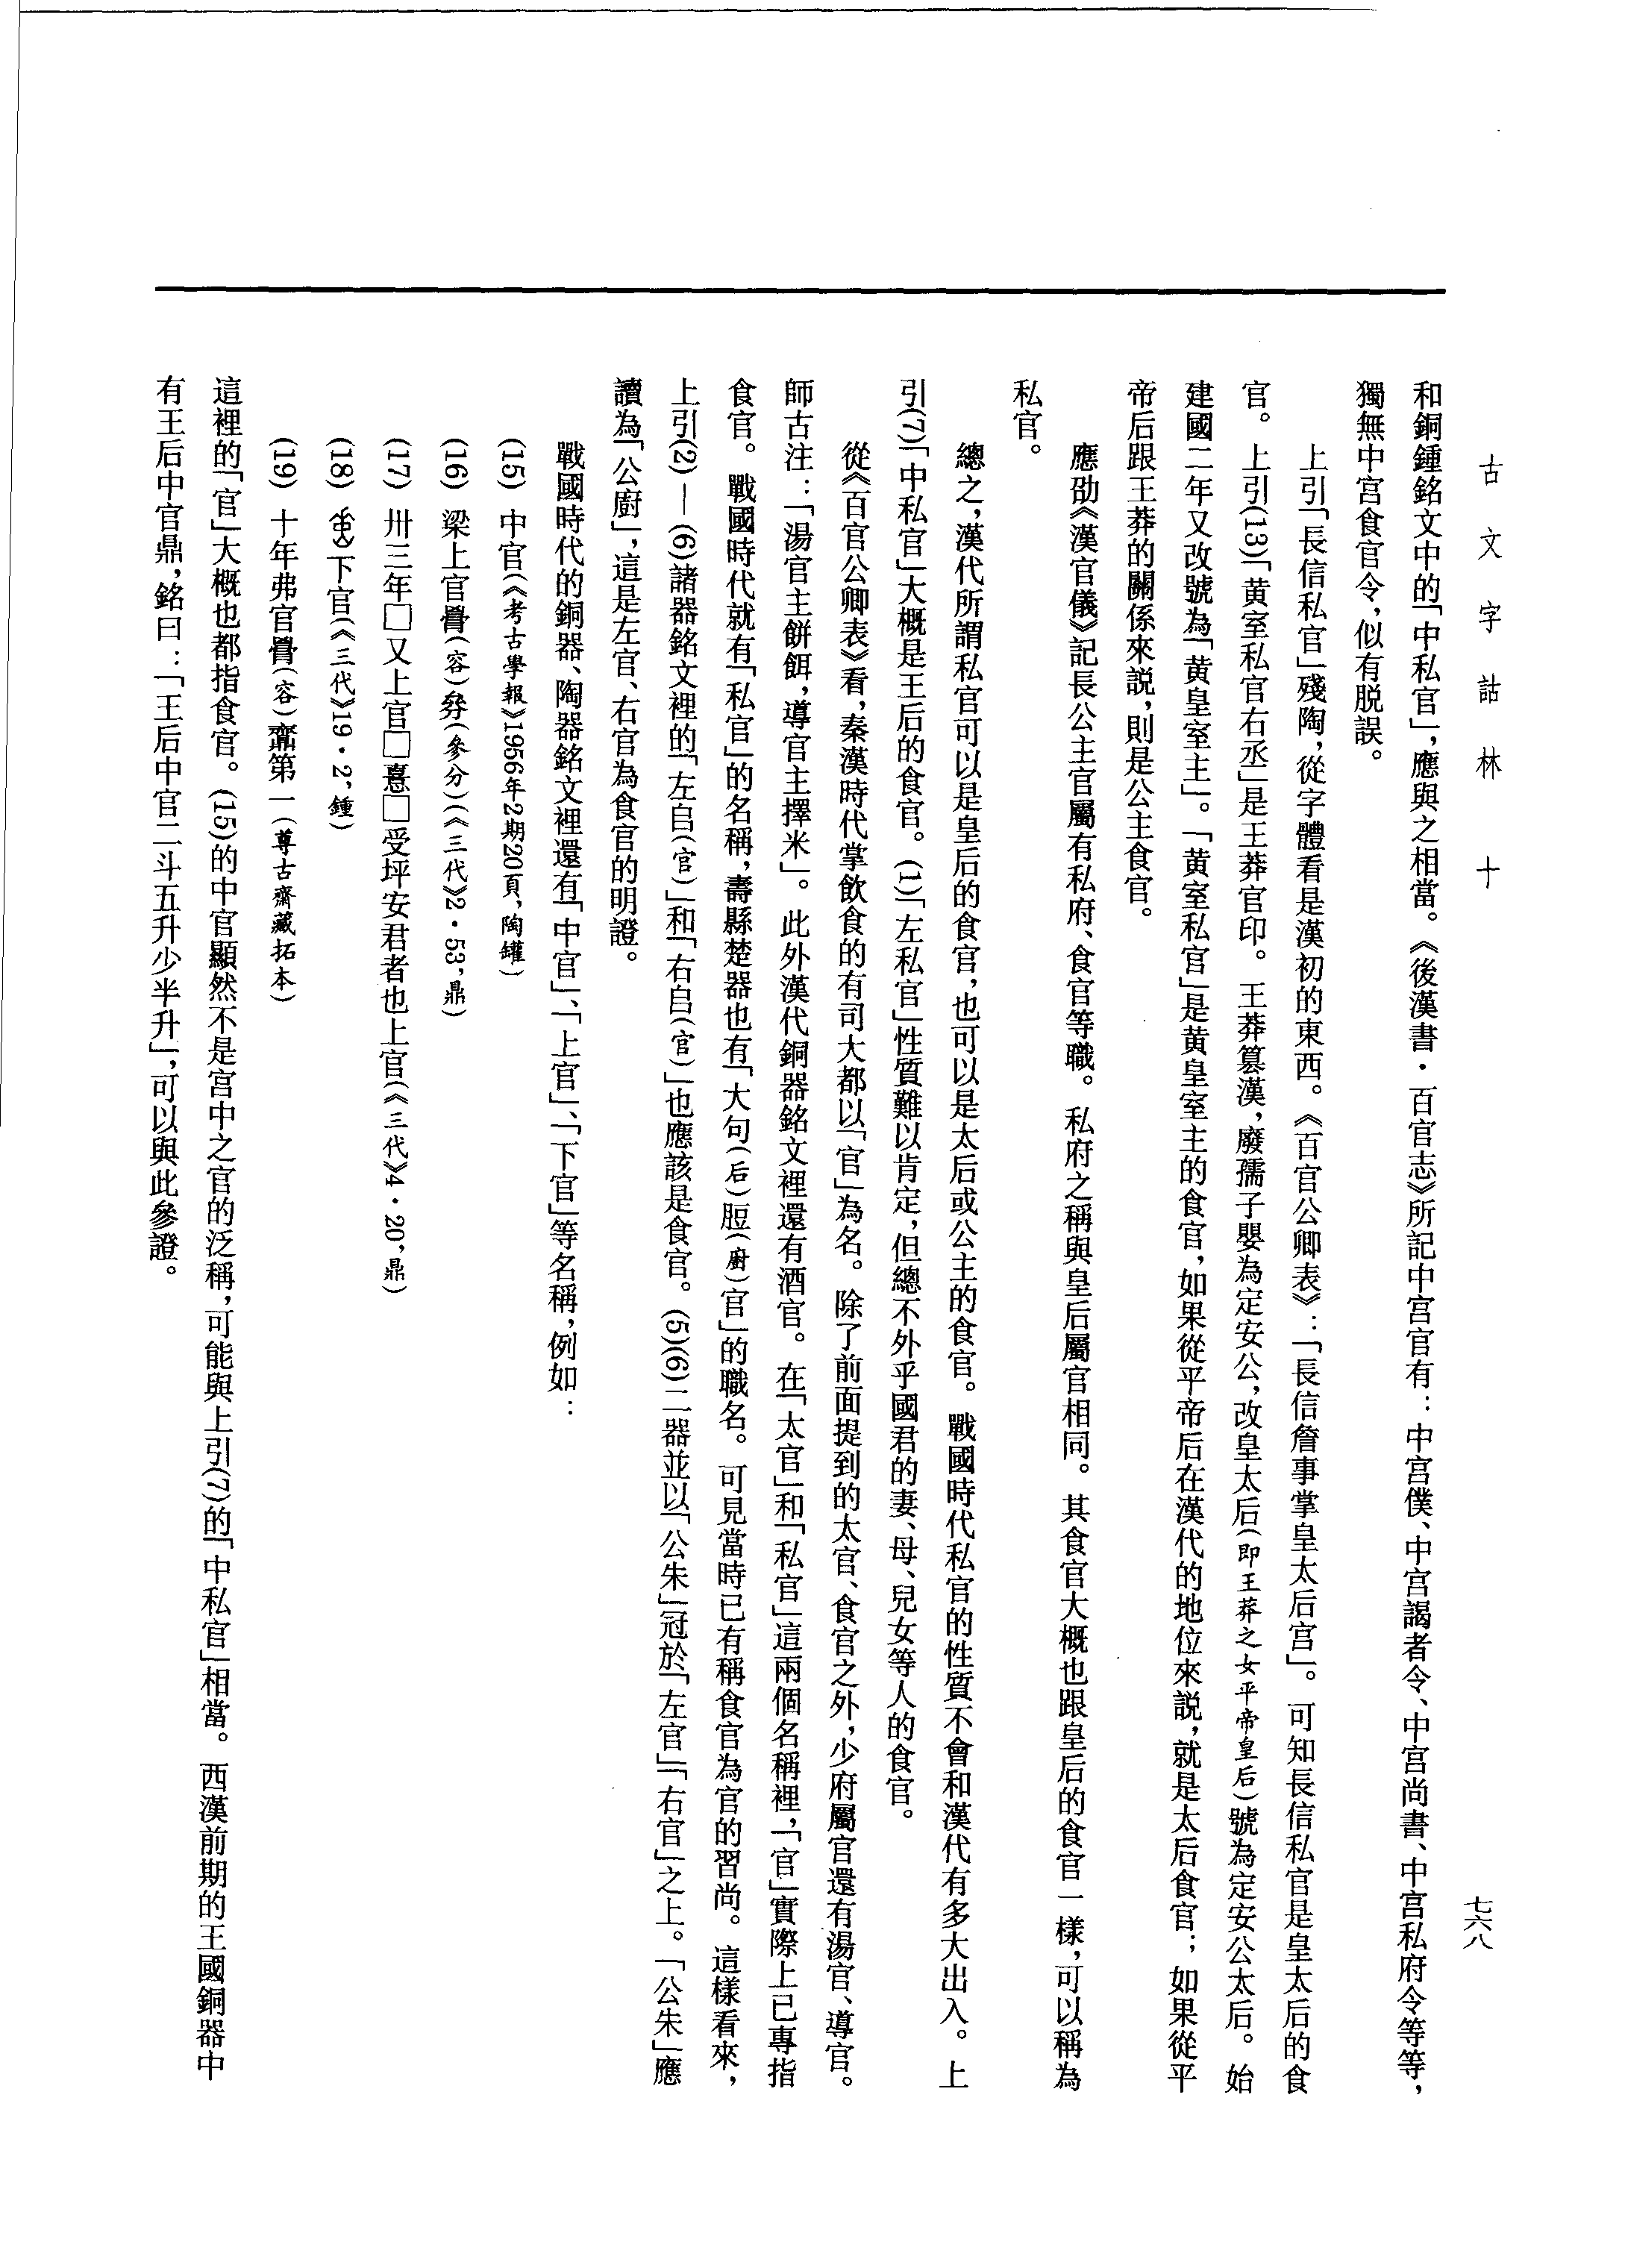 古文字詁林 十
七六八
和銅鍾銘文中的「中私官」，應與之相當。《後漢書·百官志》所記中宮官有：中宮僕、中宮謁者令、中宮尚書、中宮私府令等等，
獨無中宮食官令，似有脱誤。
上引「長信私官」殘陶，從字體看是漢初的東西。《百官公卿表》：「長信詹事掌皇太后宮」。可知長信私官是皇太后的食
官。上引(13)「黄室私官右丞」是王莽官印。王莽篡漢，廢孺子嬰為定安公，改皇太后(即王莽之女平帝皇后)號為定安公太后。始
建國二年又改號為「黄皇室主」。「黄室私官」是黄皇室主的食官，如果從平帝后在漢代的地位來説，就是太后食官；如果從平
帝后跟王莽的關係來説，則是公主食官。
應劭《漢官儀》記長公主官屬有私府、食官等職。私府之稱與皇后屬官相同。其食官大概也跟皇后的食官一樣，可以稱為
私官。
總之，漢代所謂私官可以是皇后的食官，也可以是太后或公主的食官。戰國時代私官的性質不會和漢代有多大出入。上
引(7)「中私官」大概是王后的食官。(1)「左私官」性質難以肯定，但總不外乎國君的妻、母、兒女等人的食官。
從《百官公卿表》看，秦漢時代掌飲食的有司大都以「官」為名。除了前面提到的太官、食官之外，少府屬官還有湯官、導官。
師古注：「湯官主餅餌，導官主擇米」。此外漢代銅器銘文裡還有酒官。在「太官」和「私官」這兩個名稱裡，「官」實際上已專指
食官。戰國時代就有「私官」的名稱，壽縣楚器也有「大句(后)脰(廚)官」的職名。可見當時已有稱食官為官的習尚。這樣看來，
上引(2)—(6)諸器銘文裡的「左𠂤(官)」和「右𠂤(官)」也應該是食官。(5)(6)二器並以「公朱」冠於「左官」「右官」之上。「公朱」應
讀為「公廚」，這是左官、右官為食官的明證。
戰國時代的銅器、陶器銘文裡還有「中官」、「上官」、「下官」等名稱，例如：
(15) 中官(《考古學報》1956年2期20頁，陶罐)
(16) 梁上官𦣹(容)(參分)(《三代》2·53，鼎)
(17) 卅三年□又上官□憙□受坪安君者也上官(《三代》4·20，鼎)
(18) 下官(《三代》19·2，鍾)
(19) 十年弗官(容)齋第一(尊古齋藏拓本)
這裡的「官」大概也都指食官。(15)的中官顯然不是宮中之官的泛稱，可能與上引(7)的「中私官」相當。西漢前期的王國銅器中
有王后中官鼎，銘曰：「王后中官二斗五升少半升」，可以與此參證。